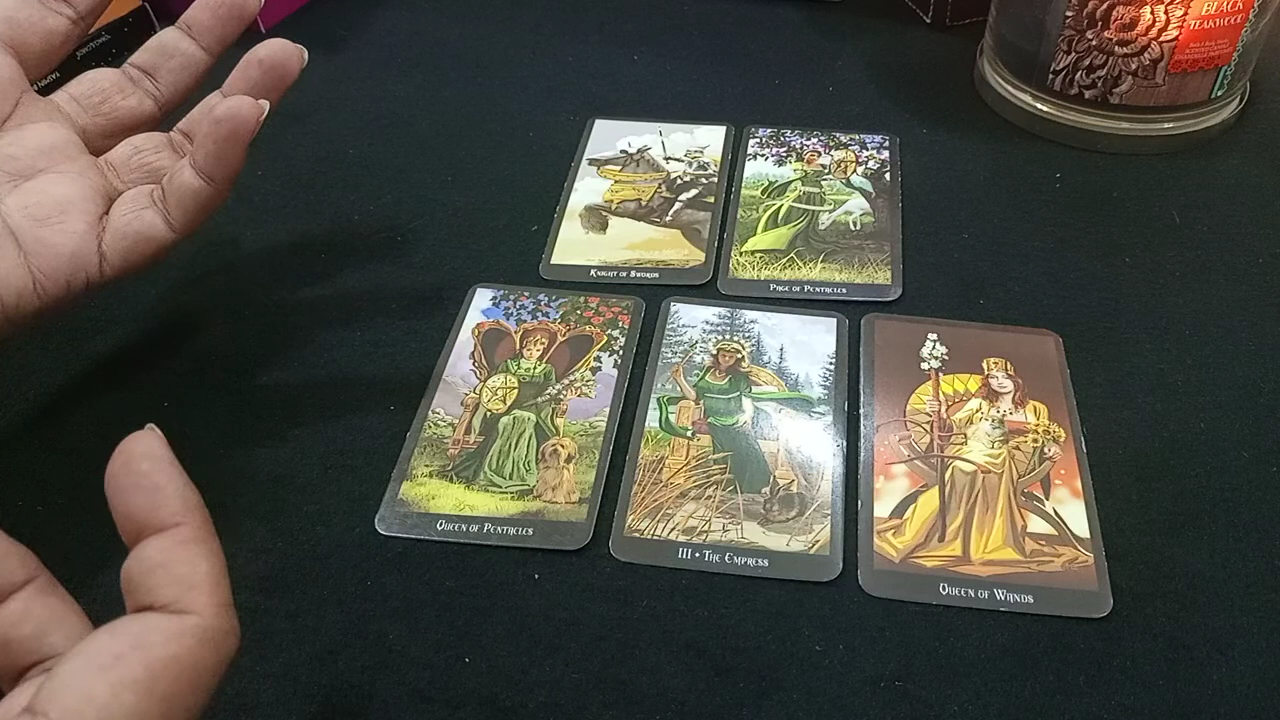 BLACK
TEAKWOOD
KNIGHT OF SWORDS
PAGE OF PENTACLES
QUEEN OF PENTACLES
III • THE EMPRESS
QUEEN OF WANDS